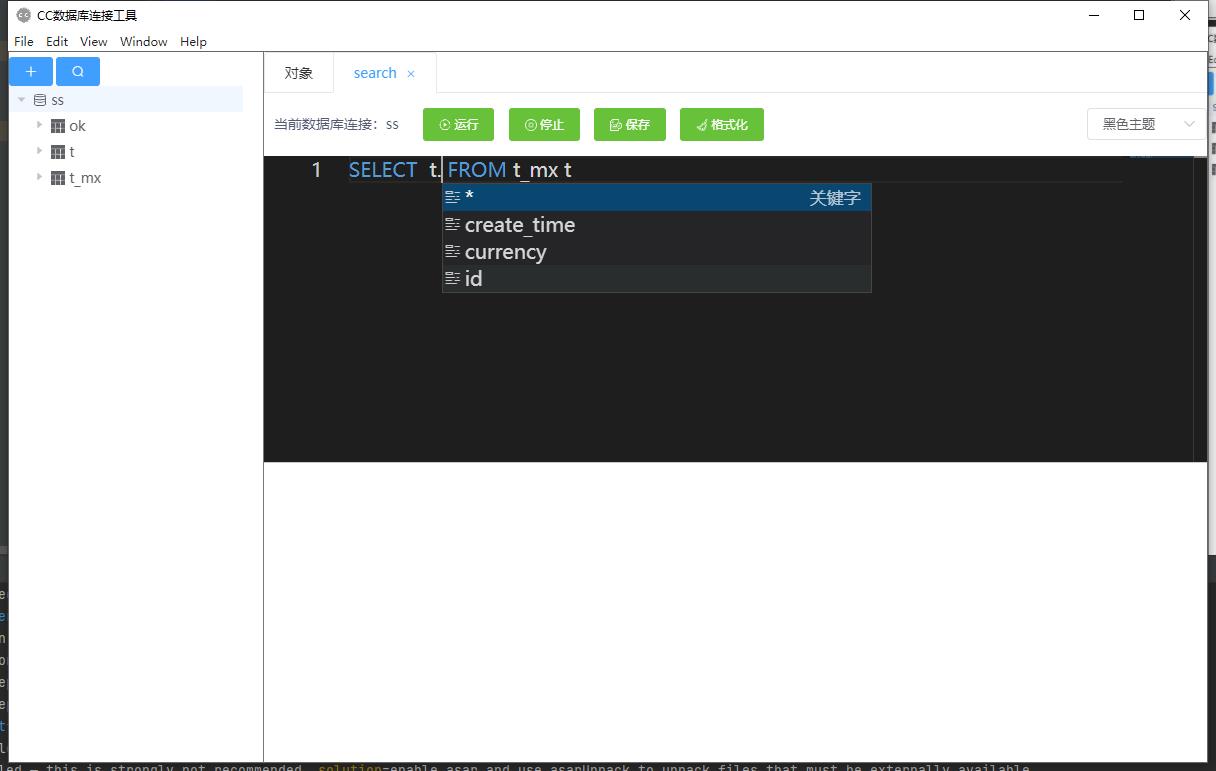 CC数据库连接工具
File Edit View Window Help
对象 search ×
ss
ok
t
t_mx
当前数据库连接：ss 运行 停止 保存 格式化 黑色主题
1 SELECT t. FROM t_mx t
* 关键字
create_time
currency
id
led — this is strongly not recommended. solution=enable asar and use asarUnpack to unpack files that must be externally available